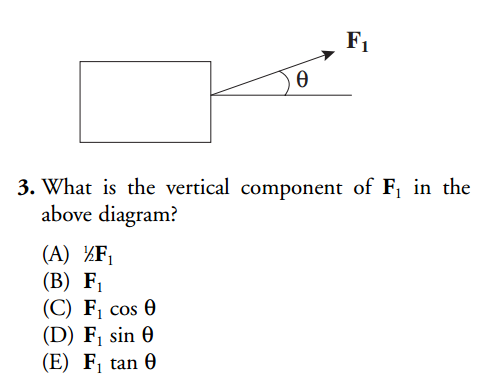 F₁
θ
3. What is the vertical component of F₁ in the
above diagram?
(A) ½F₁
(B) F₁
(C) F₁ cos θ
(D) F₁ sin θ
(E) F₁ tan θ